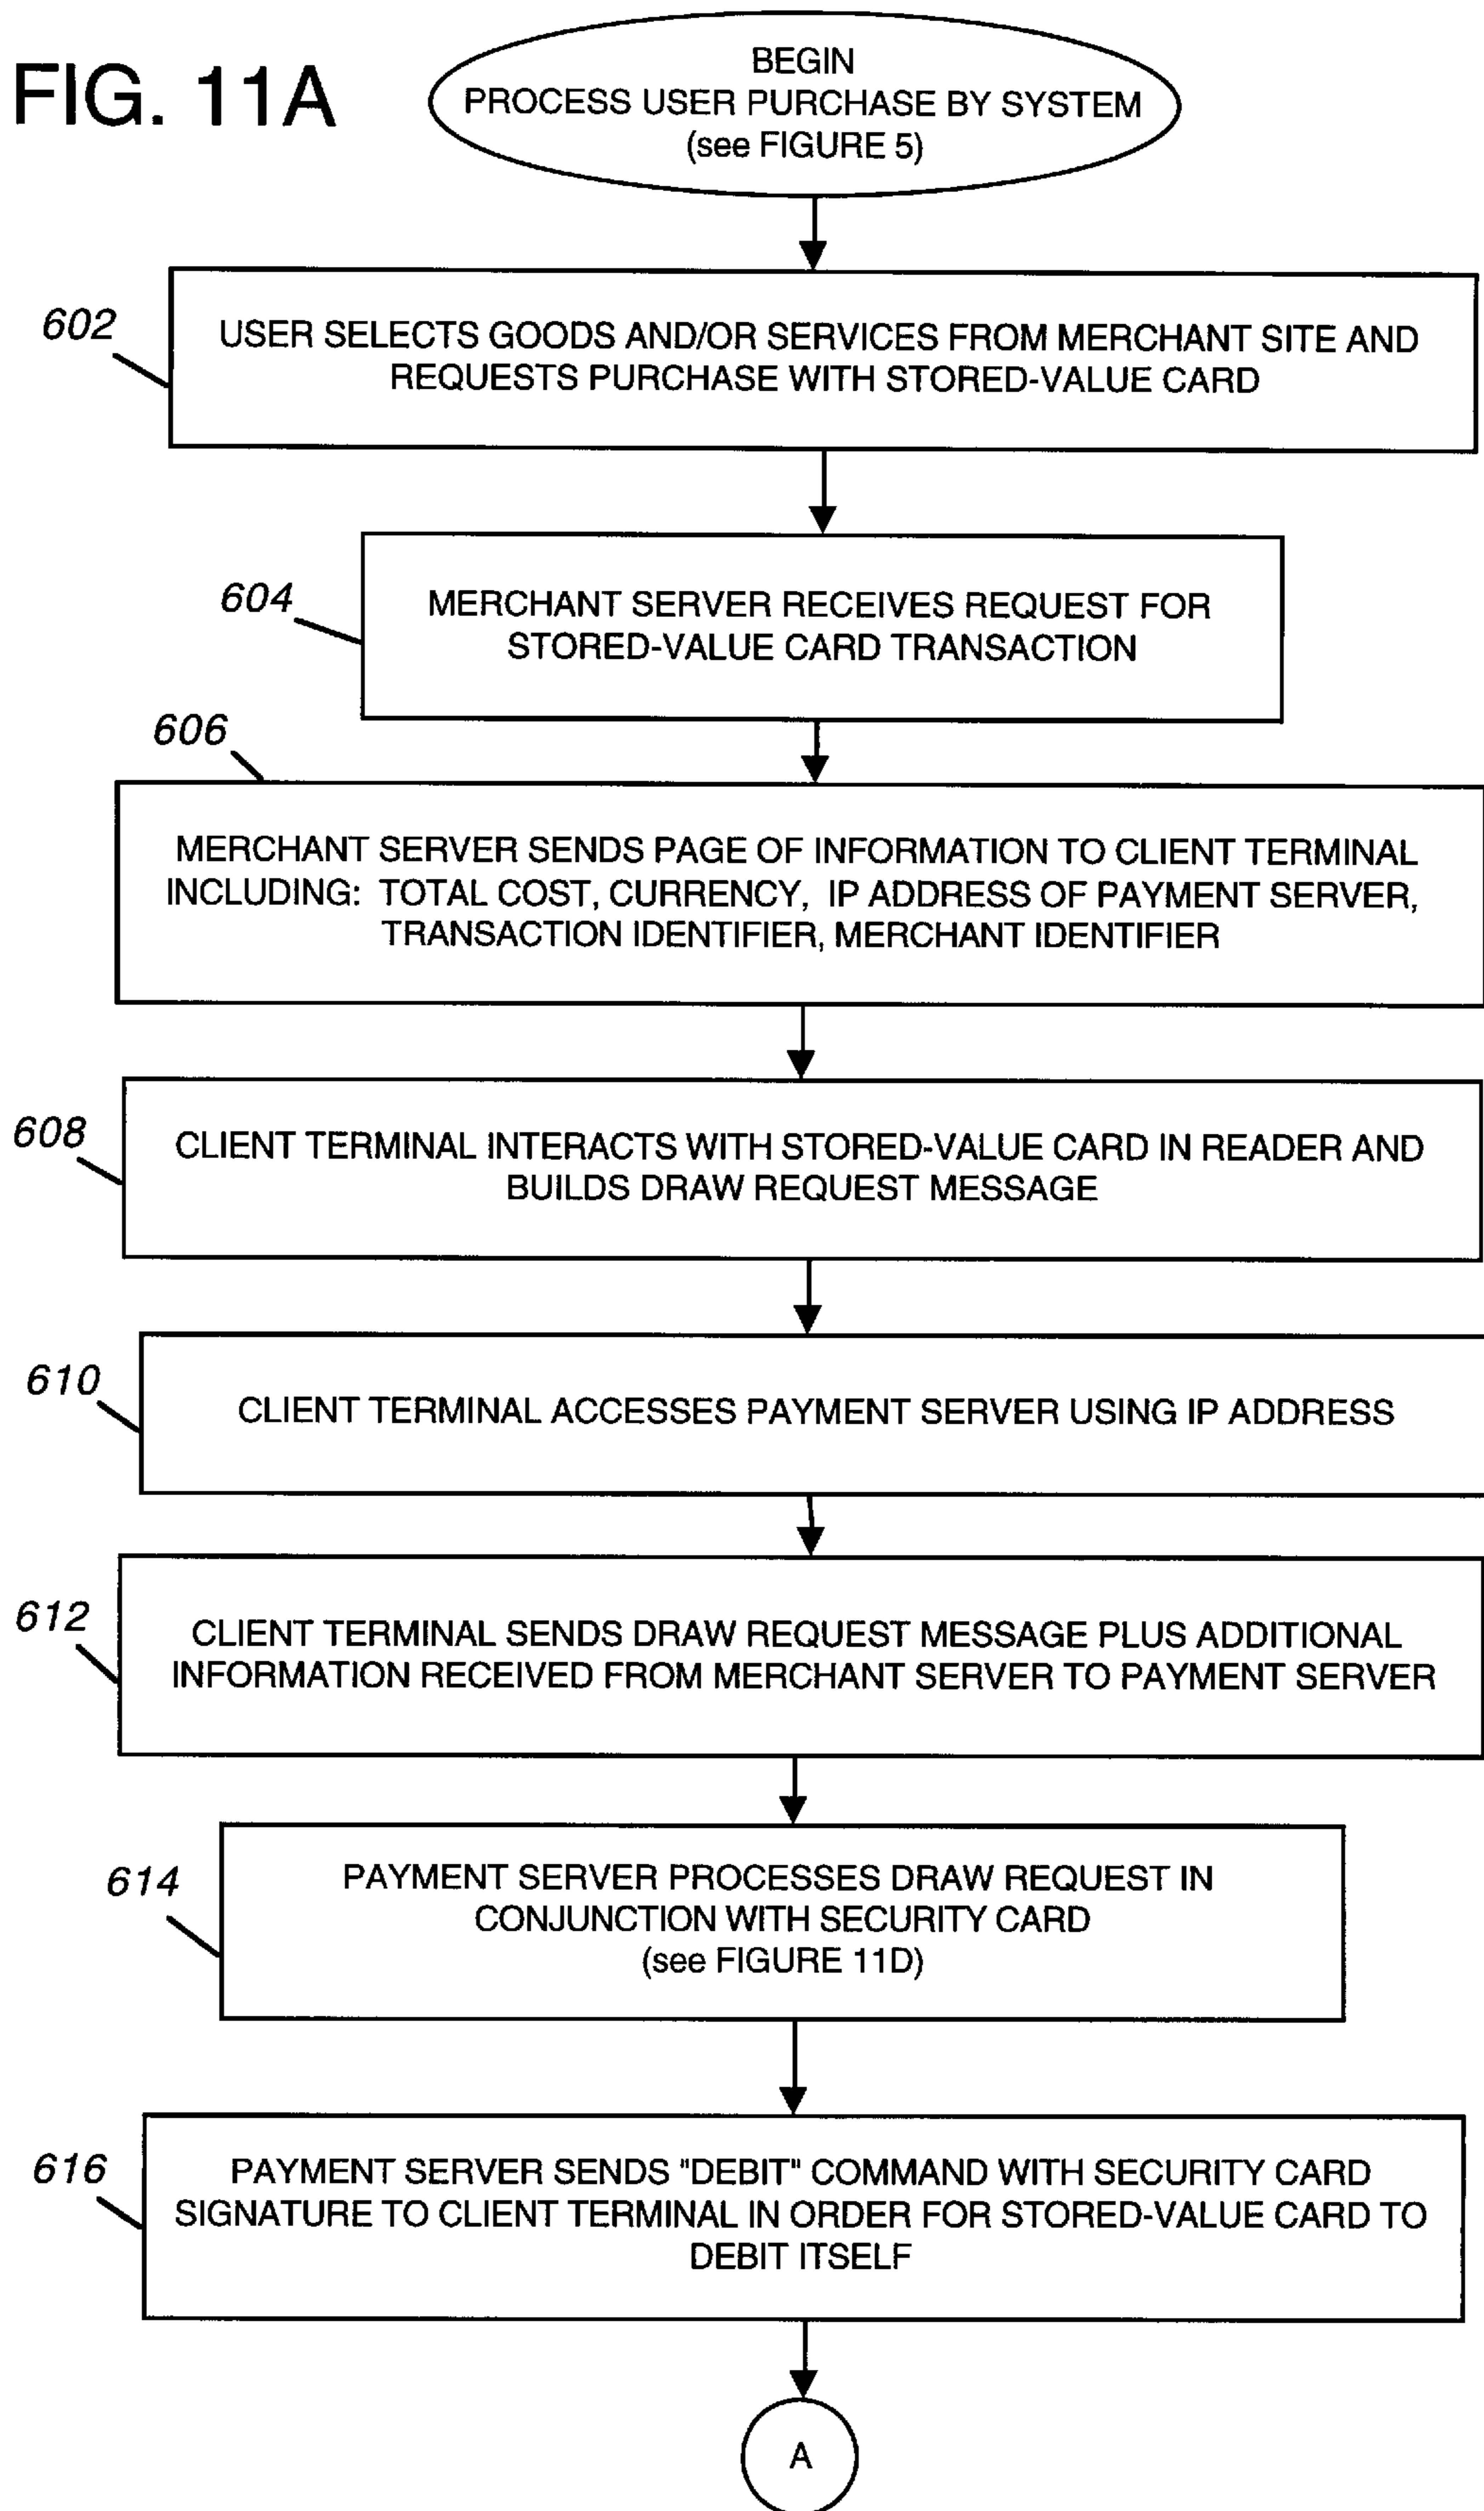 FIG. 11A
BEGIN
PROCESS USER PURCHASE BY SYSTEM
(see FIGURE 5)
602
USER SELECTS GOODS AND/OR SERVICES FROM MERCHANT SITE AND
REQUESTS PURCHASE WITH STORED-VALUE CARD
604
MERCHANT SERVER RECEIVES REQUEST FOR
STORED-VALUE CARD TRANSACTION
606
MERCHANT SERVER SENDS PAGE OF INFORMATION TO CLIENT TERMINAL
INCLUDING: TOTAL COST, CURRENCY, IP ADDRESS OF PAYMENT SERVER,
TRANSACTION IDENTIFIER, MERCHANT IDENTIFIER
608
CLIENT TERMINAL INTERACTS WITH STORED-VALUE CARD IN READER AND
BUILDS DRAW REQUEST MESSAGE
610
CLIENT TERMINAL ACCESSES PAYMENT SERVER USING IP ADDRESS
612
CLIENT TERMINAL SENDS DRAW REQUEST MESSAGE PLUS ADDITIONAL
INFORMATION RECEIVED FROM MERCHANT SERVER TO PAYMENT SERVER
614
PAYMENT SERVER PROCESSES DRAW REQUEST IN
CONJUNCTION WITH SECURITY CARD
(see FIGURE 11D)
616
PAYMENT SERVER SENDS "DEBIT" COMMAND WITH SECURITY CARD
SIGNATURE TO CLIENT TERMINAL IN ORDER FOR STORED-VALUE CARD TO
DEBIT ITSELF
A